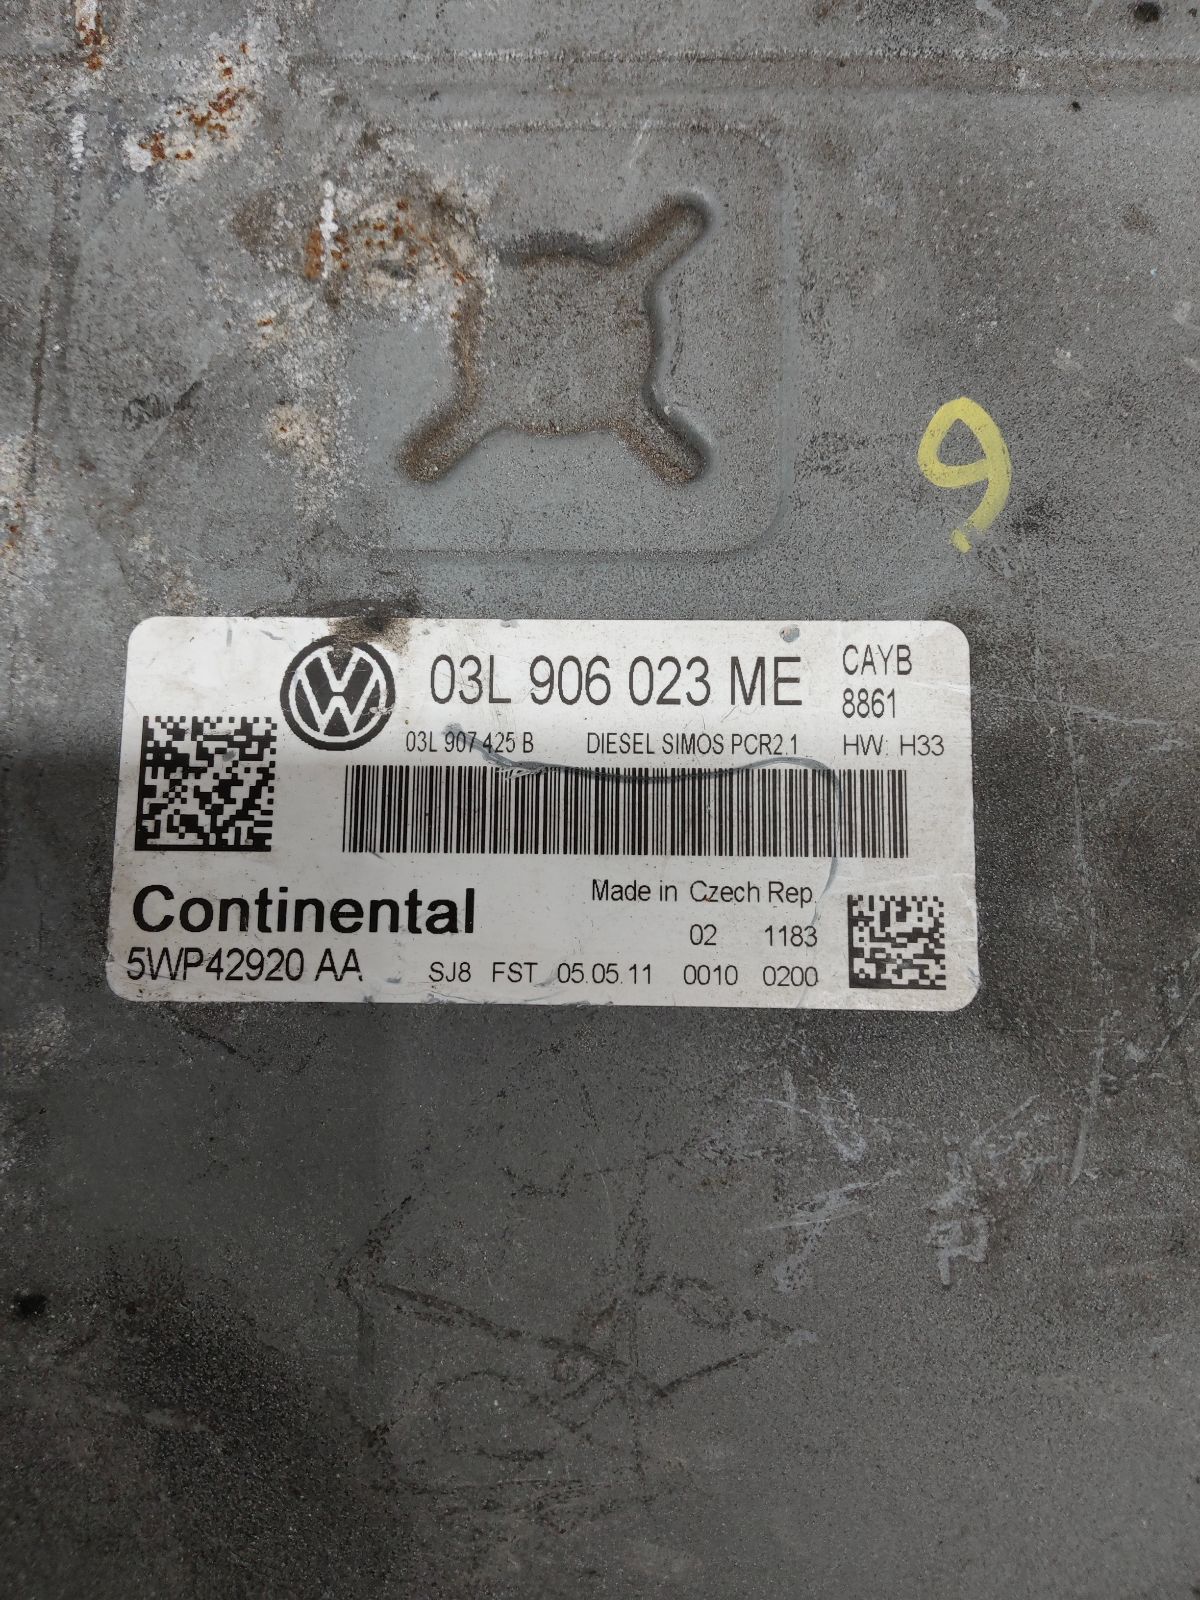 9
03L 906 023 ME
CAYB
8861
03L 907 425 B DIESEL SIMOS PCR2.1 HW: H33
Made in Czech Rep.
Continental
02 1183
5WP42920 AA SJ8 FST 05.05.11 0010 0200